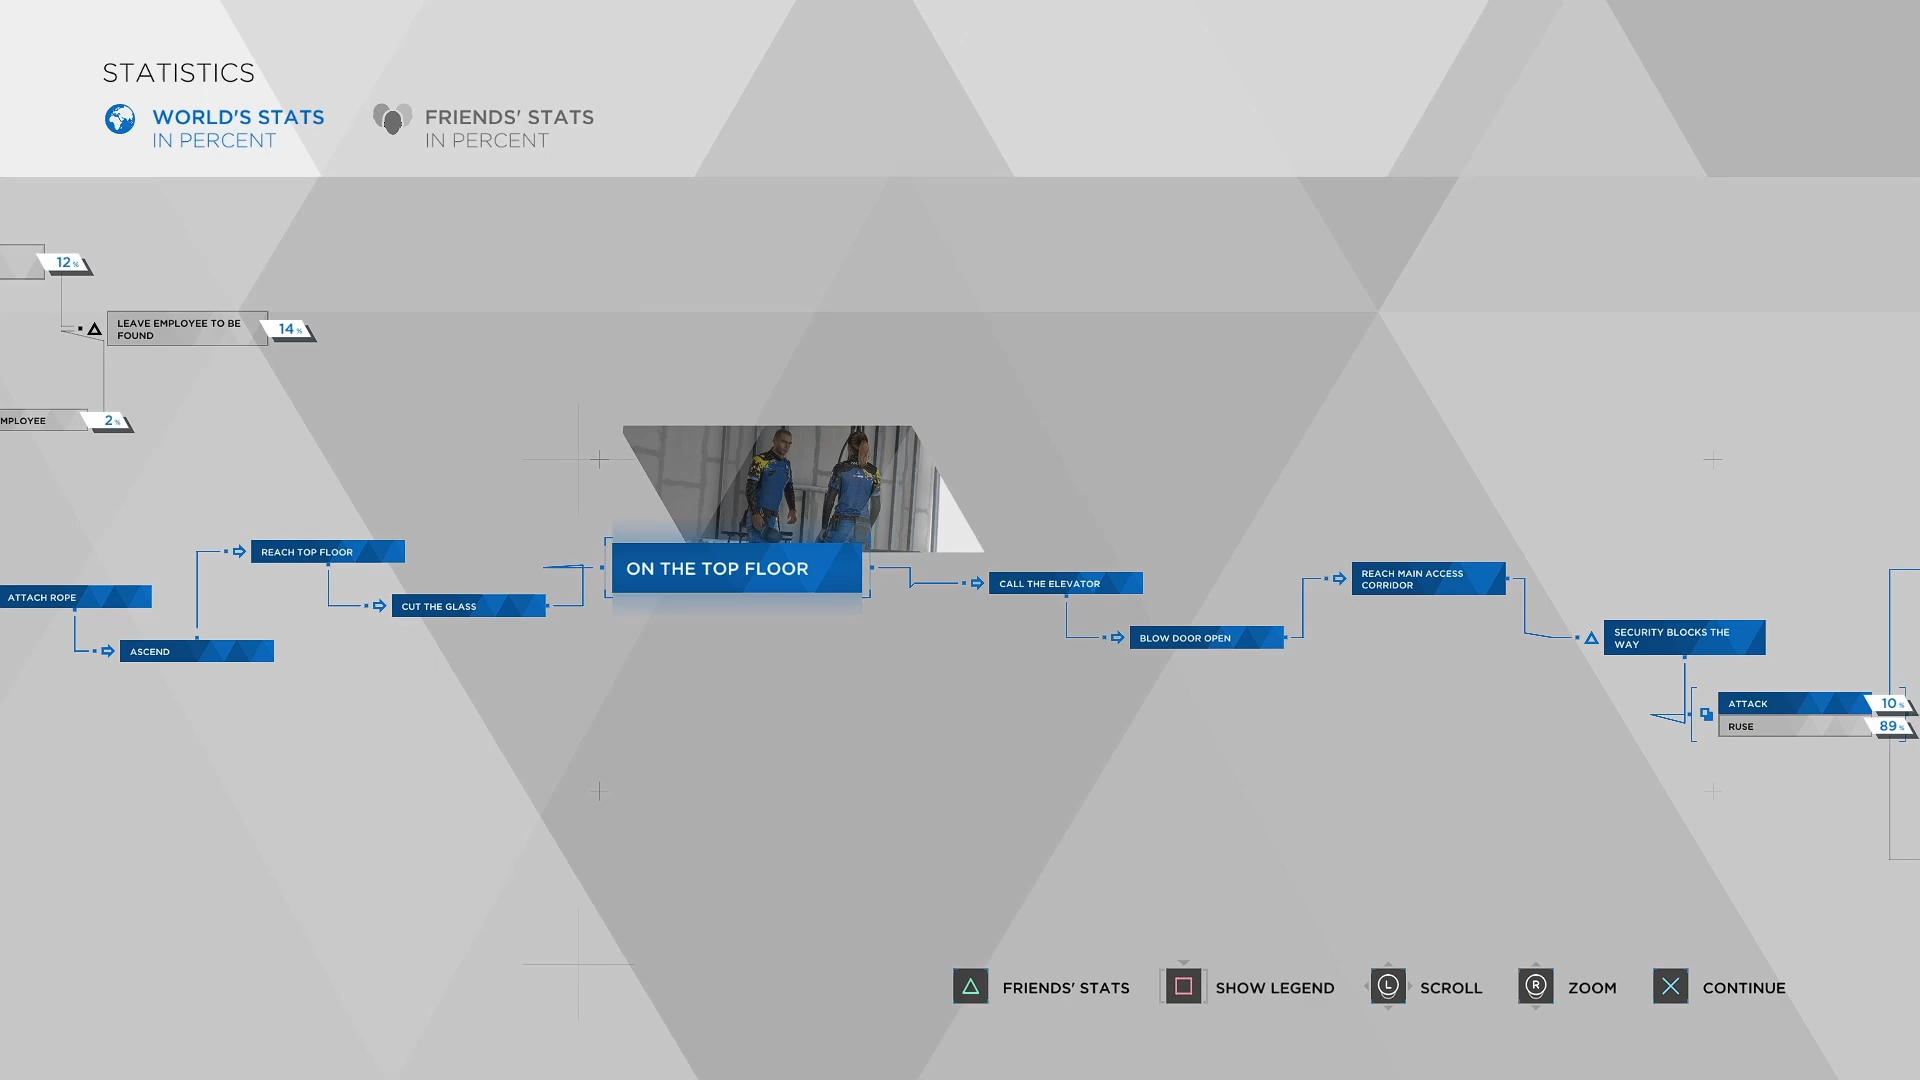 STATISTICS
WORLD'S STATS
IN PERCENT
FRIENDS' STATS
IN PERCENT
12 %
LEAVE EMPLOYEE TO BE
FOUND
14 %
MPLOYEE
2 %
ATTACH ROPE
ASCEND
REACH TOP FLOOR
CUT THE GLASS
ON THE TOP FLOOR
CALL THE ELEVATOR
BLOW DOOR OPEN
REACH MAIN ACCESS
CORRIDOR
SECURITY BLOCKS THE
WAY
ATTACK
10 %
RUSE
89 %
FRIENDS' STATS
SHOW LEGEND
L
SCROLL
R
ZOOM
CONTINUE